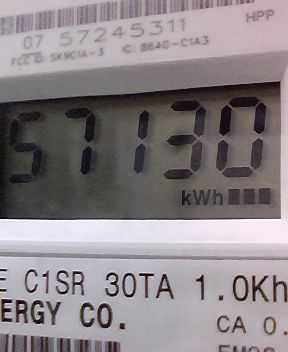 HPP
07 57245311
FCC ID: SK9C1A-3 IC: 864G-C1A3
57130
kWh
E C1SR 30TA 1.0Kh
ERGY CO.
CA 0.